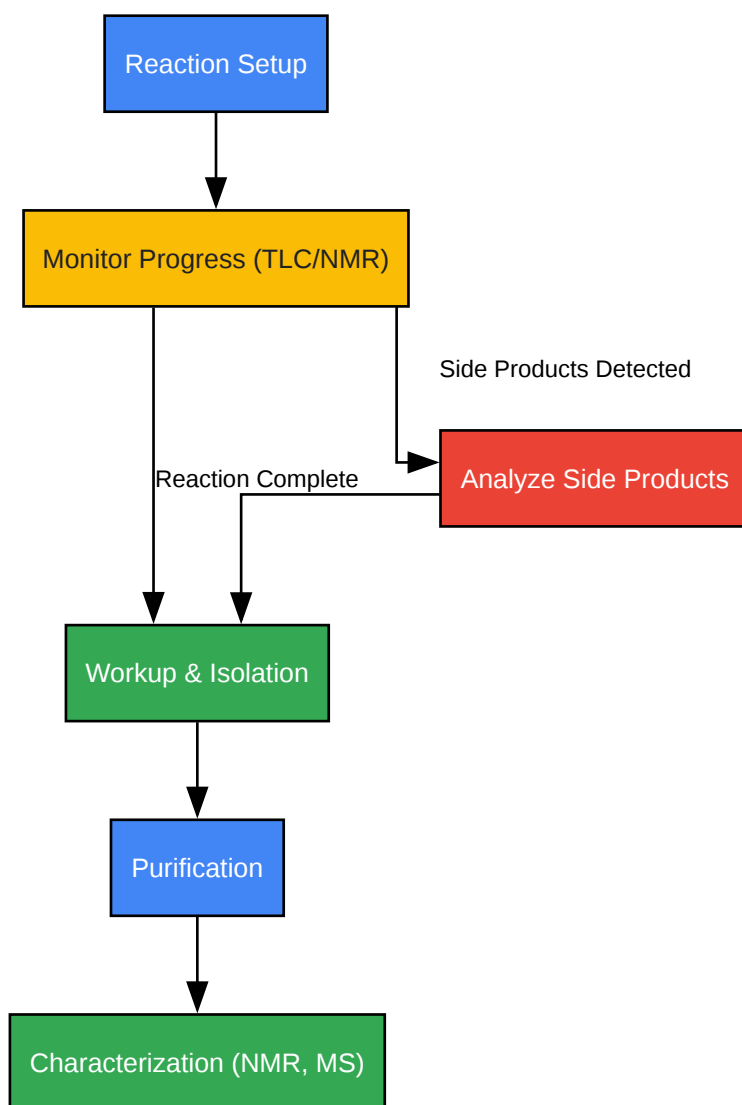 Reaction Setup
Monitor Progress (TLC/NMR)
Side Products Detected
Reaction Complete
Analyze Side Products
Workup & Isolation
Purification
Characterization (NMR, MS)